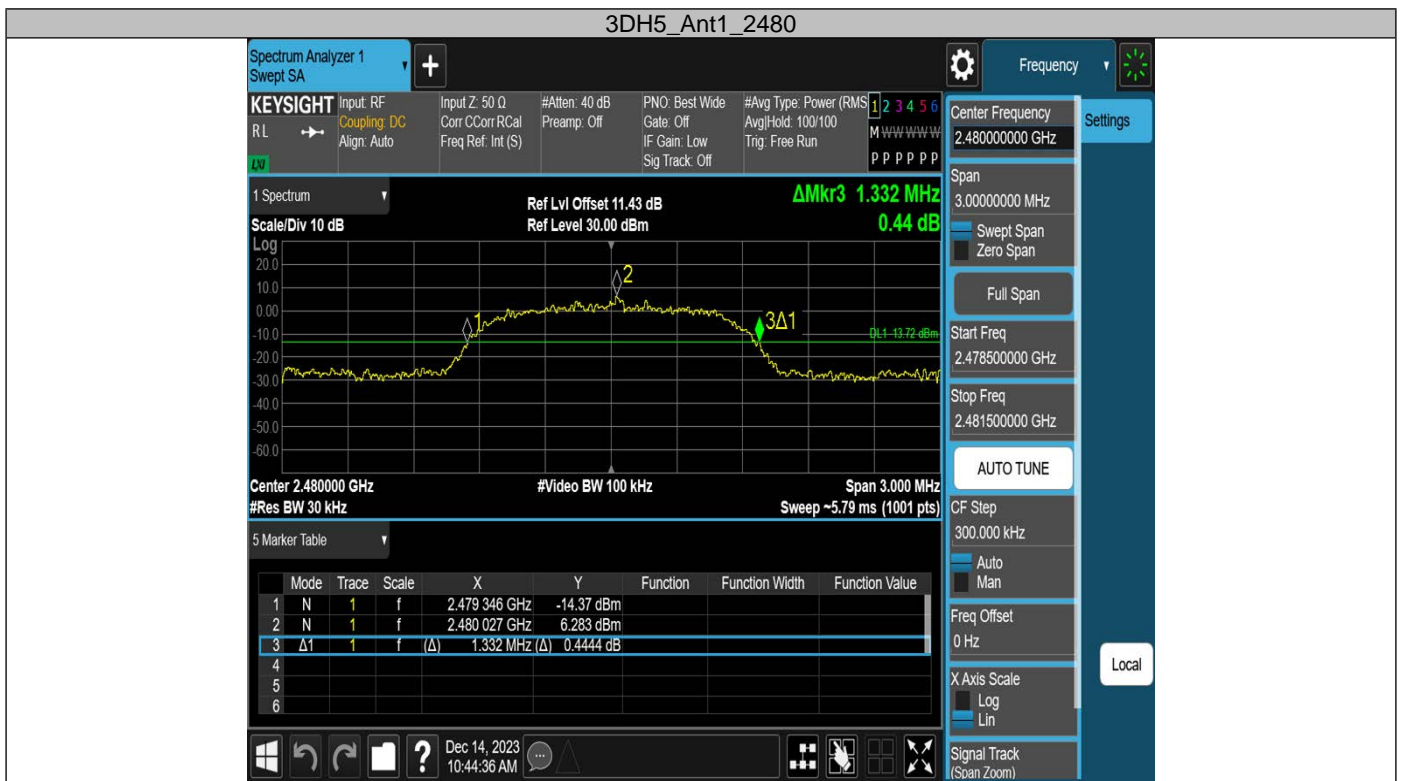 3DH5_Ant1_2480
Spectrum Analyzer 1
Swept SA
+
Frequency
KEYSIGHT
RL
LXI
Input: RF
Coupling: DC
Align: Auto
Input Z: 50 Ω
Corr CCorr RCal
Freq Ref: Int (S)
#Atten: 40 dB
Preamp: Off
PNO: Best Wide
Gate: Off
IF Gain: Low
Sig Track: Off
#Avg Type: Power (RMS
Avg|Hold: 100/100
Trig: Free Run
1 2 3 4 5 6
M W W W W W
P P P P P P
1 Spectrum
Scale/Div 10 dB
Ref Lvl Offset 11.43 dB
Ref Level 30.00 dBm
ΔMkr3 1.332 MHz
0.44 dB
Log
20.0
10.0
0.00
-10.0
-20.0
-30.0
-40.0
-50.0
-60.0
1
2
3Δ1
DL1 -13.72 dBm
Center 2.480000 GHz
#Video BW 100 kHz
Span 3.000 MHz
#Res BW 30 kHz
Sweep ~5.79 ms (1001 pts)
5 Marker Table
Mode Trace Scale X Y Function Function Width Function Value
1 N 1 f 2.479 346 GHz -14.37 dBm
2 N 1 f 2.480 027 GHz 6.283 dBm
3 Δ1 1 f (Δ) 1.332 MHz (Δ) 0.4444 dB
4
5
6
?
Dec 14, 2023
10:44:36 AM
Center Frequency
2.480000000 GHz
Settings
Span
3.00000000 MHz
Swept Span
Zero Span
Full Span
Start Freq
2.478500000 GHz
Stop Freq
2.481500000 GHz
AUTO TUNE
CF Step
300.000 kHz
Auto
Man
Freq Offset
0 Hz
Local
X Axis Scale
Log
Lin
Signal Track
(Span Zoom)